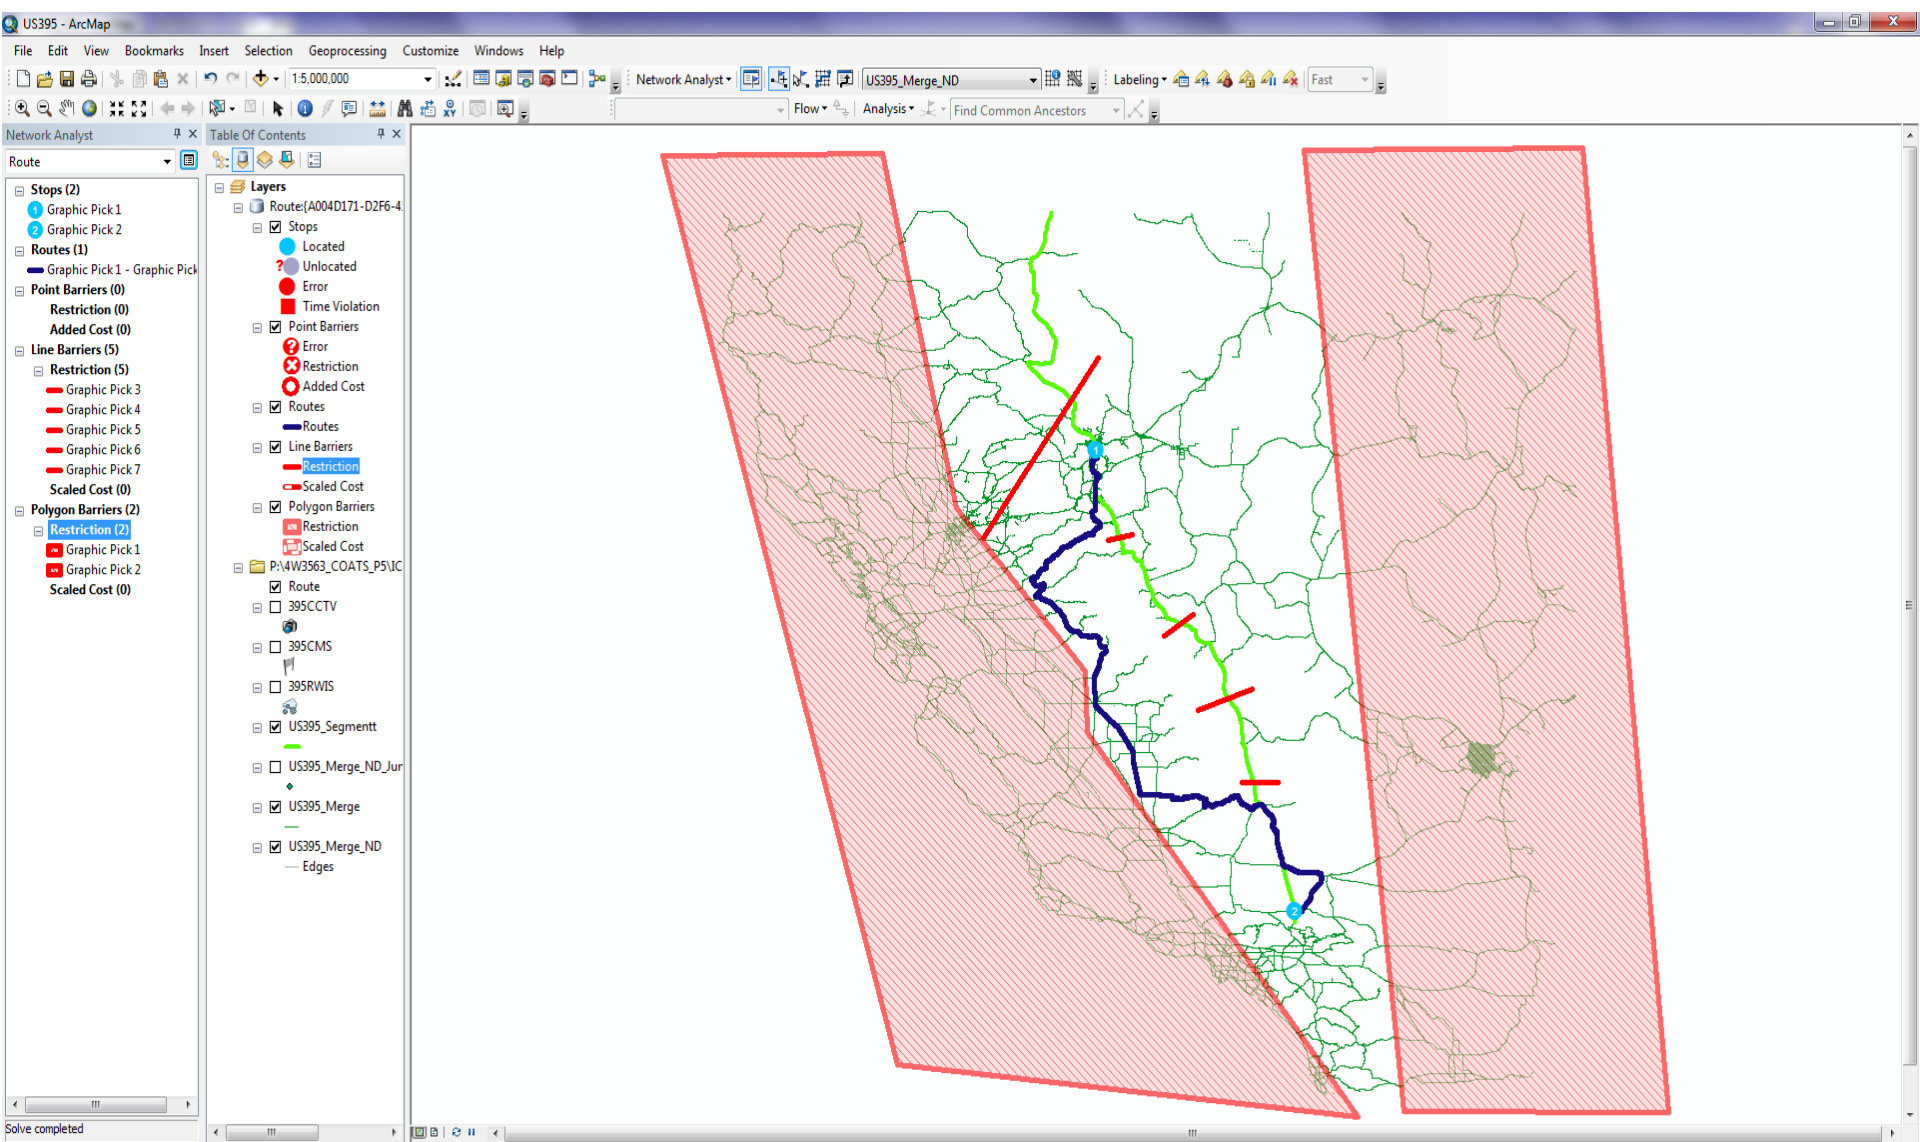 US395 - ArcMap
File Edit View Bookmarks Insert Selection Geoprocessing Customize Windows Help
1:5,000,000
Network Analyst
US395_Merge_ND
Labeling
Fast
Flow
Analysis
Find Common Ancestors
Network Analyst
Route
Stops (2)
1 Graphic Pick 1
2 Graphic Pick 2
Routes (1)
Graphic Pick 1 - Graphic Pick
Point Barriers (0)
Restriction (0)
Added Cost (0)
Line Barriers (5)
Restriction (5)
Graphic Pick 3
Graphic Pick 4
Graphic Pick 5
Graphic Pick 6
Graphic Pick 7
Scaled Cost (0)
Polygon Barriers (2)
Restriction (2)
Graphic Pick 1
Graphic Pick 2
Scaled Cost (0)
Solve completed
Table Of Contents
Layers
Route:{A004D171-D2F6-4
Stops
Located
? Unlocated
Error
Time Violation
Point Barriers
? Error
Restriction
Added Cost
Routes
Routes
Line Barriers
Restriction
Scaled Cost
Polygon Barriers
Restriction
Scaled Cost
P:\4W3563_COATS_P5\IC
Route
395CCTV
395CMS
395RWIS
US395_Segmentt
US395_Merge_ND_Jur
US395_Merge
US395_Merge_ND
Edges
1
2